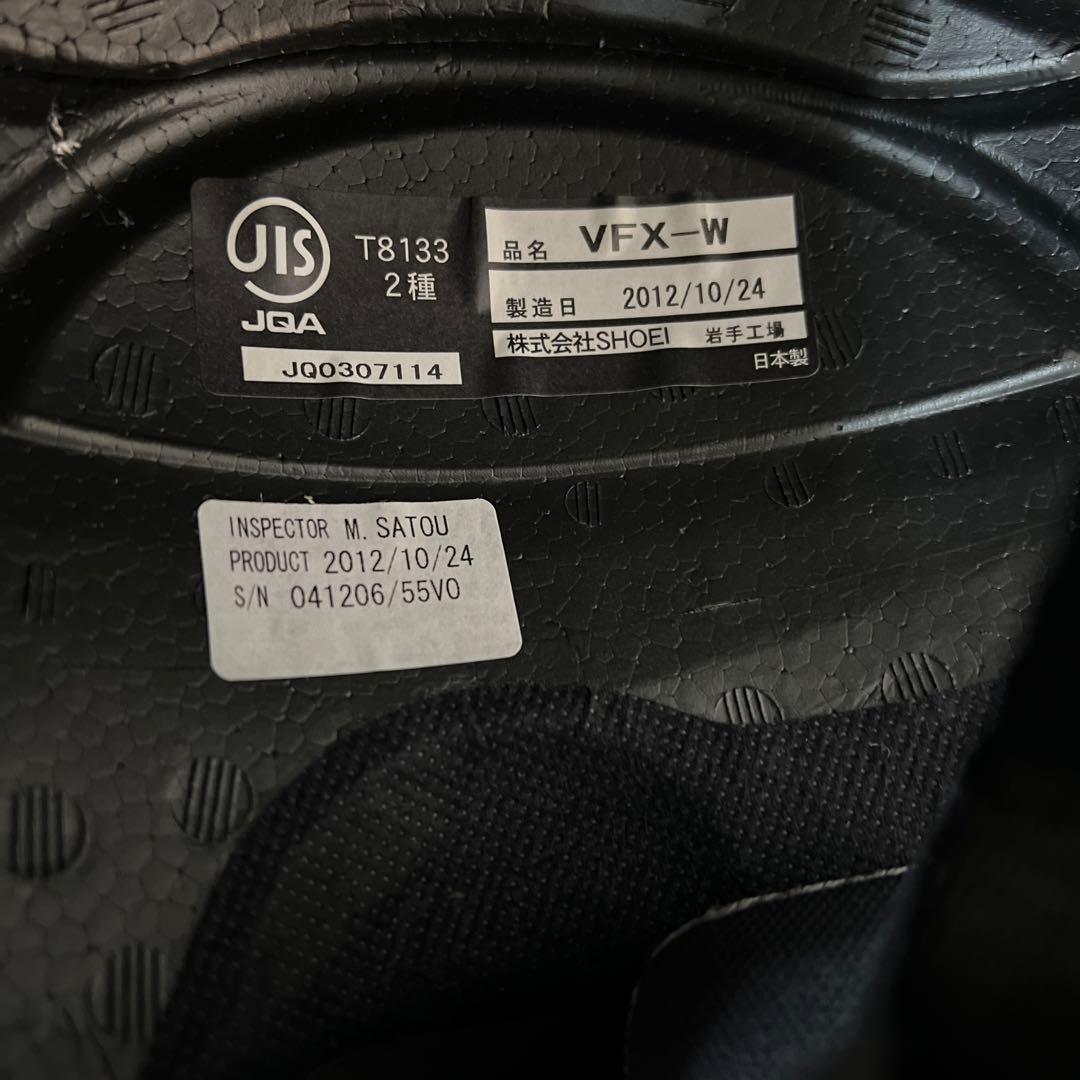 JIS
T8133
2種
JQA
JQ0307114
品名 VFX-W
製造日 2012/10/24
株式会社SHOEI 岩手工場
日本製
INSPECTOR M. SATOU
PRODUCT 2012/10/24
S/N 041206/55V0